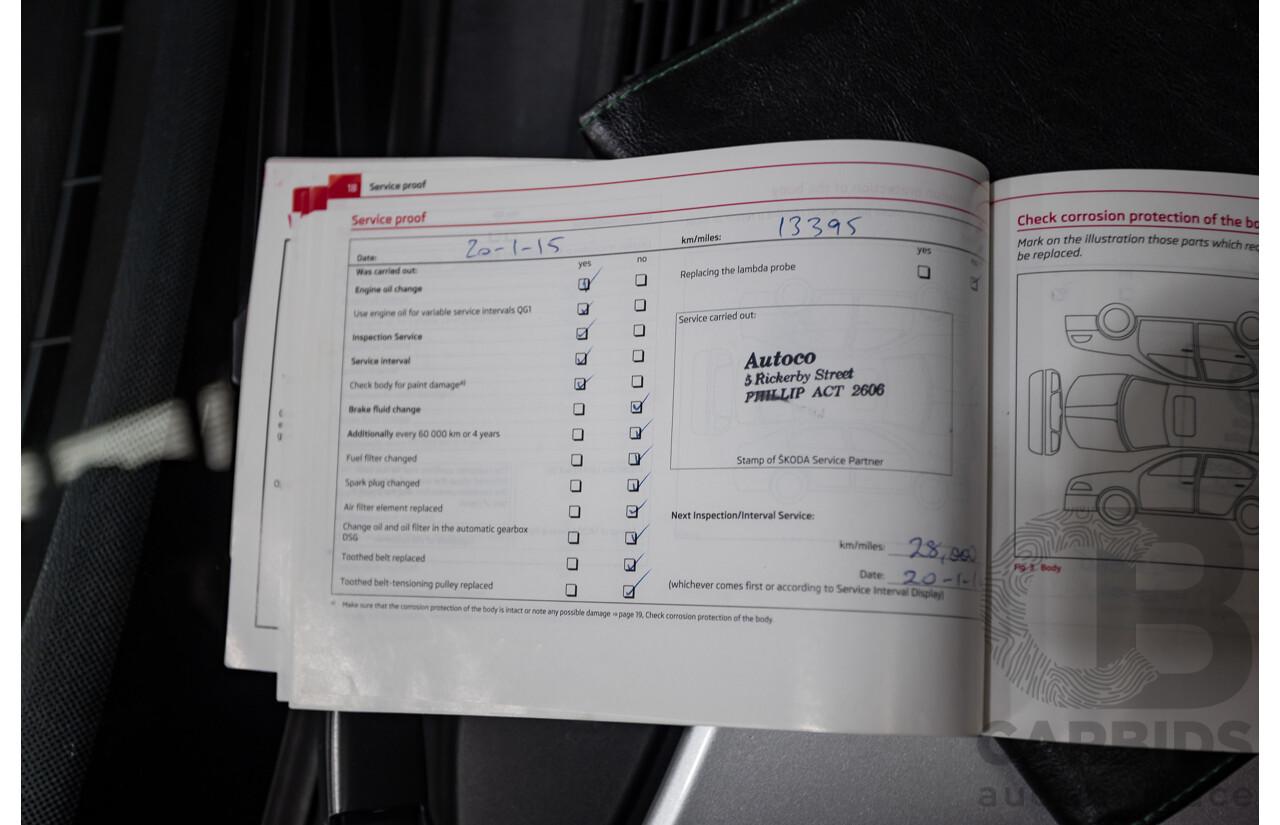 18 Service proof
Service proof
Date: 20-1-15
km/miles: 13395
Was carried out: yes no
Engine oil change
Use engine oil for variable service intervals QG1
Inspection Service
Service interval
Check body for paint damage a)
Brake fluid change
Additionally every 60 000 km or 4 years
Fuel filter changed
Spark plug changed
Air filter element replaced
Change oil and oil filter in the automatic gearbox
DSG
Toothed belt replaced
Toothed belt-tensioning pulley replaced
yes
Replacing the lambda probe
Service carried out:
Autoco
5 Rickerby Street
PHILLIP ACT 2606
Stamp of ŠKODA Service Partner
Next Inspection/Interval Service:
km/miles: 28,000
Date: 20-1-1
(whichever comes first or according to Service Interval Display)
a) Make sure that the corrosion protection of the body is intact or note any possible damage ⇒ page 19, Check corrosion protection of the body.
Check corrosion protection of the bo
Mark on the illustration those parts which rec
be replaced.
Body
CARBIDS